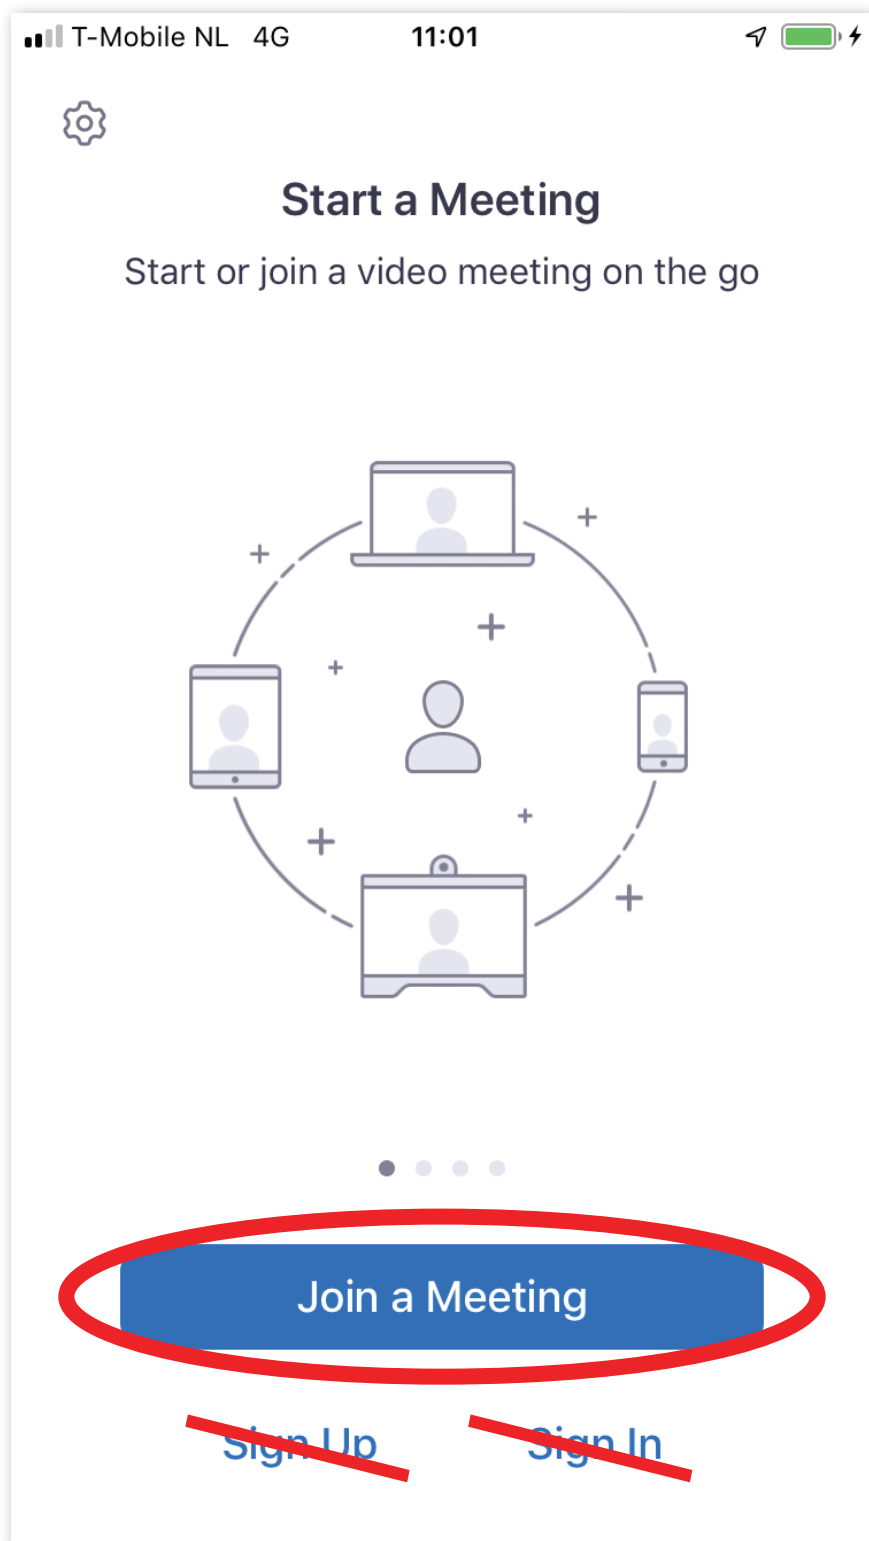 T-Mobile NL 4G 11:01
Start a Meeting
Start or join a video meeting on the go
Join a Meeting
Sign Up Sign In